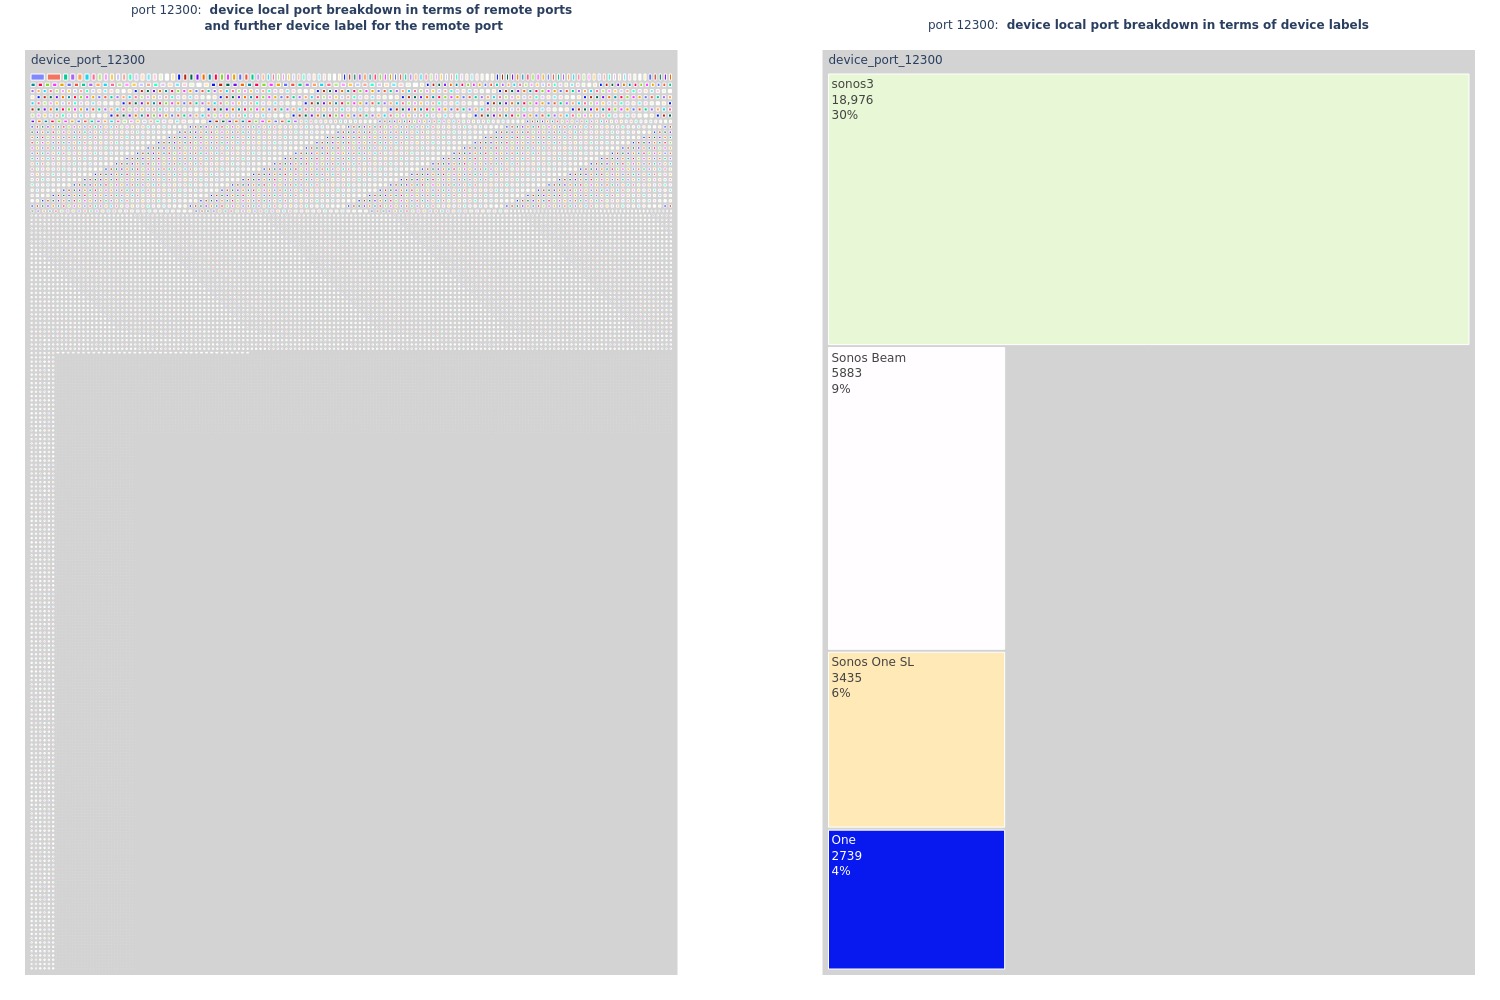 port 12300: device local port breakdown in terms of remote ports
and further device label for the remote port
device_port_12300
port 12300: device local port breakdown in terms of device labels
device_port_12300
sonos3
18,976
30%
Sonos Beam
5883
9%
Sonos One SL
3435
6%
One
2739
4%